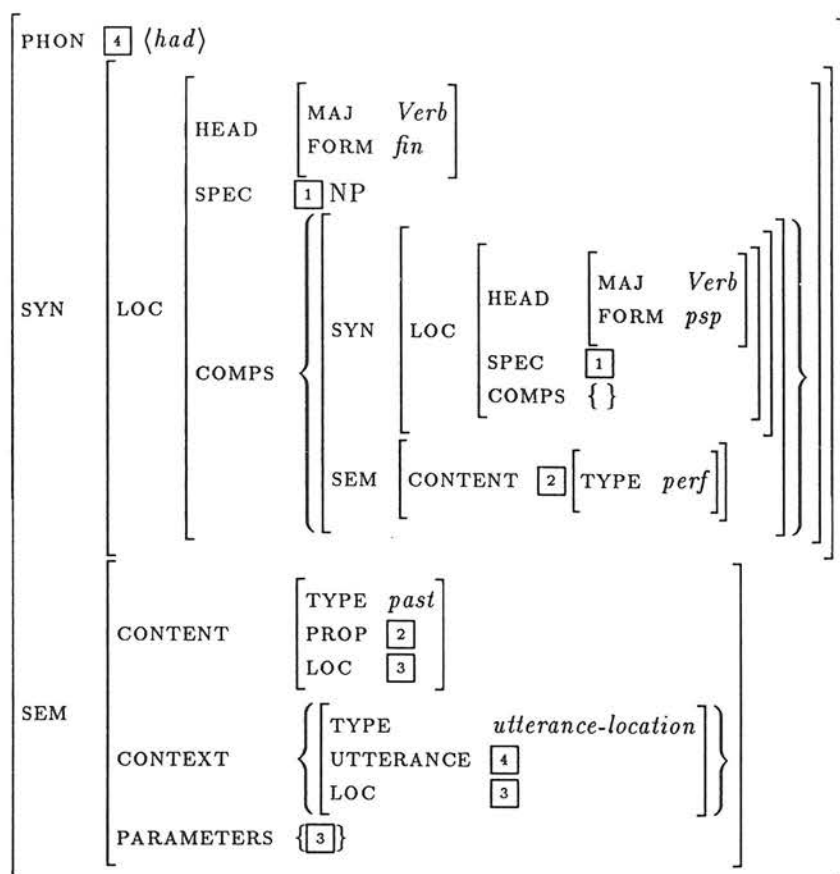 PHON 4 ⟨had⟩
MAJ Verb
HEAD
FORM fin
SPEC 1 NP
MAJ Verb
HEAD
FORM psp
SYN LOC SYN LOC
SPEC 1
COMPS
COMPS { }
SEM CONTENT 2 TYPE perf
TYPE past
CONTENT PROP 2
LOC 3
SEM
TYPE utterance-location
CONTEXT UTTERANCE 4
LOC 3
PARAMETERS {3}